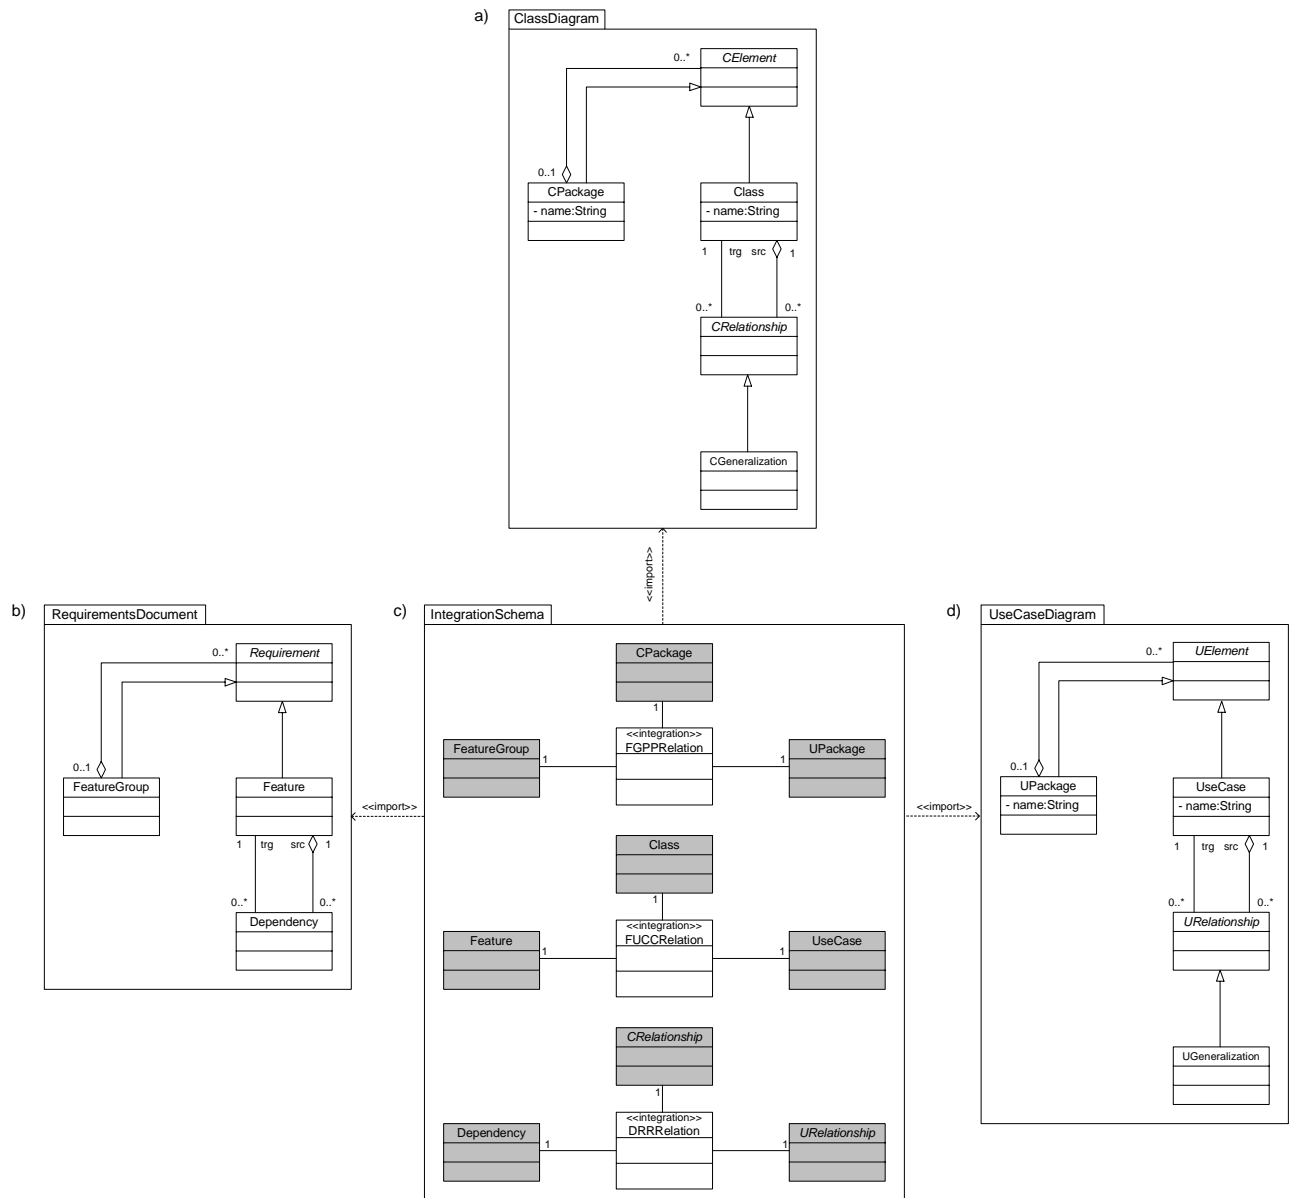 a)
ClassDiagram
0..*
CElement
0..1
CPackage
- name:String
Class
- name:String
1
trg
src
1
0..*
0..*
CRelationship
CGeneralization
<<import>>
b)
RequirementsDocument
0..*
Requirement
0..1
FeatureGroup
Feature
1
trg
src
1
0..*
0..*
Dependency
<<import>>
c)
IntegrationSchema
CPackage
1
<<integration>>
FGPPRelation
FeatureGroup
1
1
UPackage
Class
1
<<integration>>
FUCCRelation
Feature
1
1
UseCase
CRelationship
1
<<integration>>
DRRRelation
Dependency
1
1
URelationship
<<import>>
d)
UseCaseDiagram
0..*
UElement
0..1
UPackage
- name:String
UseCase
- name:String
1
trg
src
1
0..*
0..*
URelationship
UGeneralization